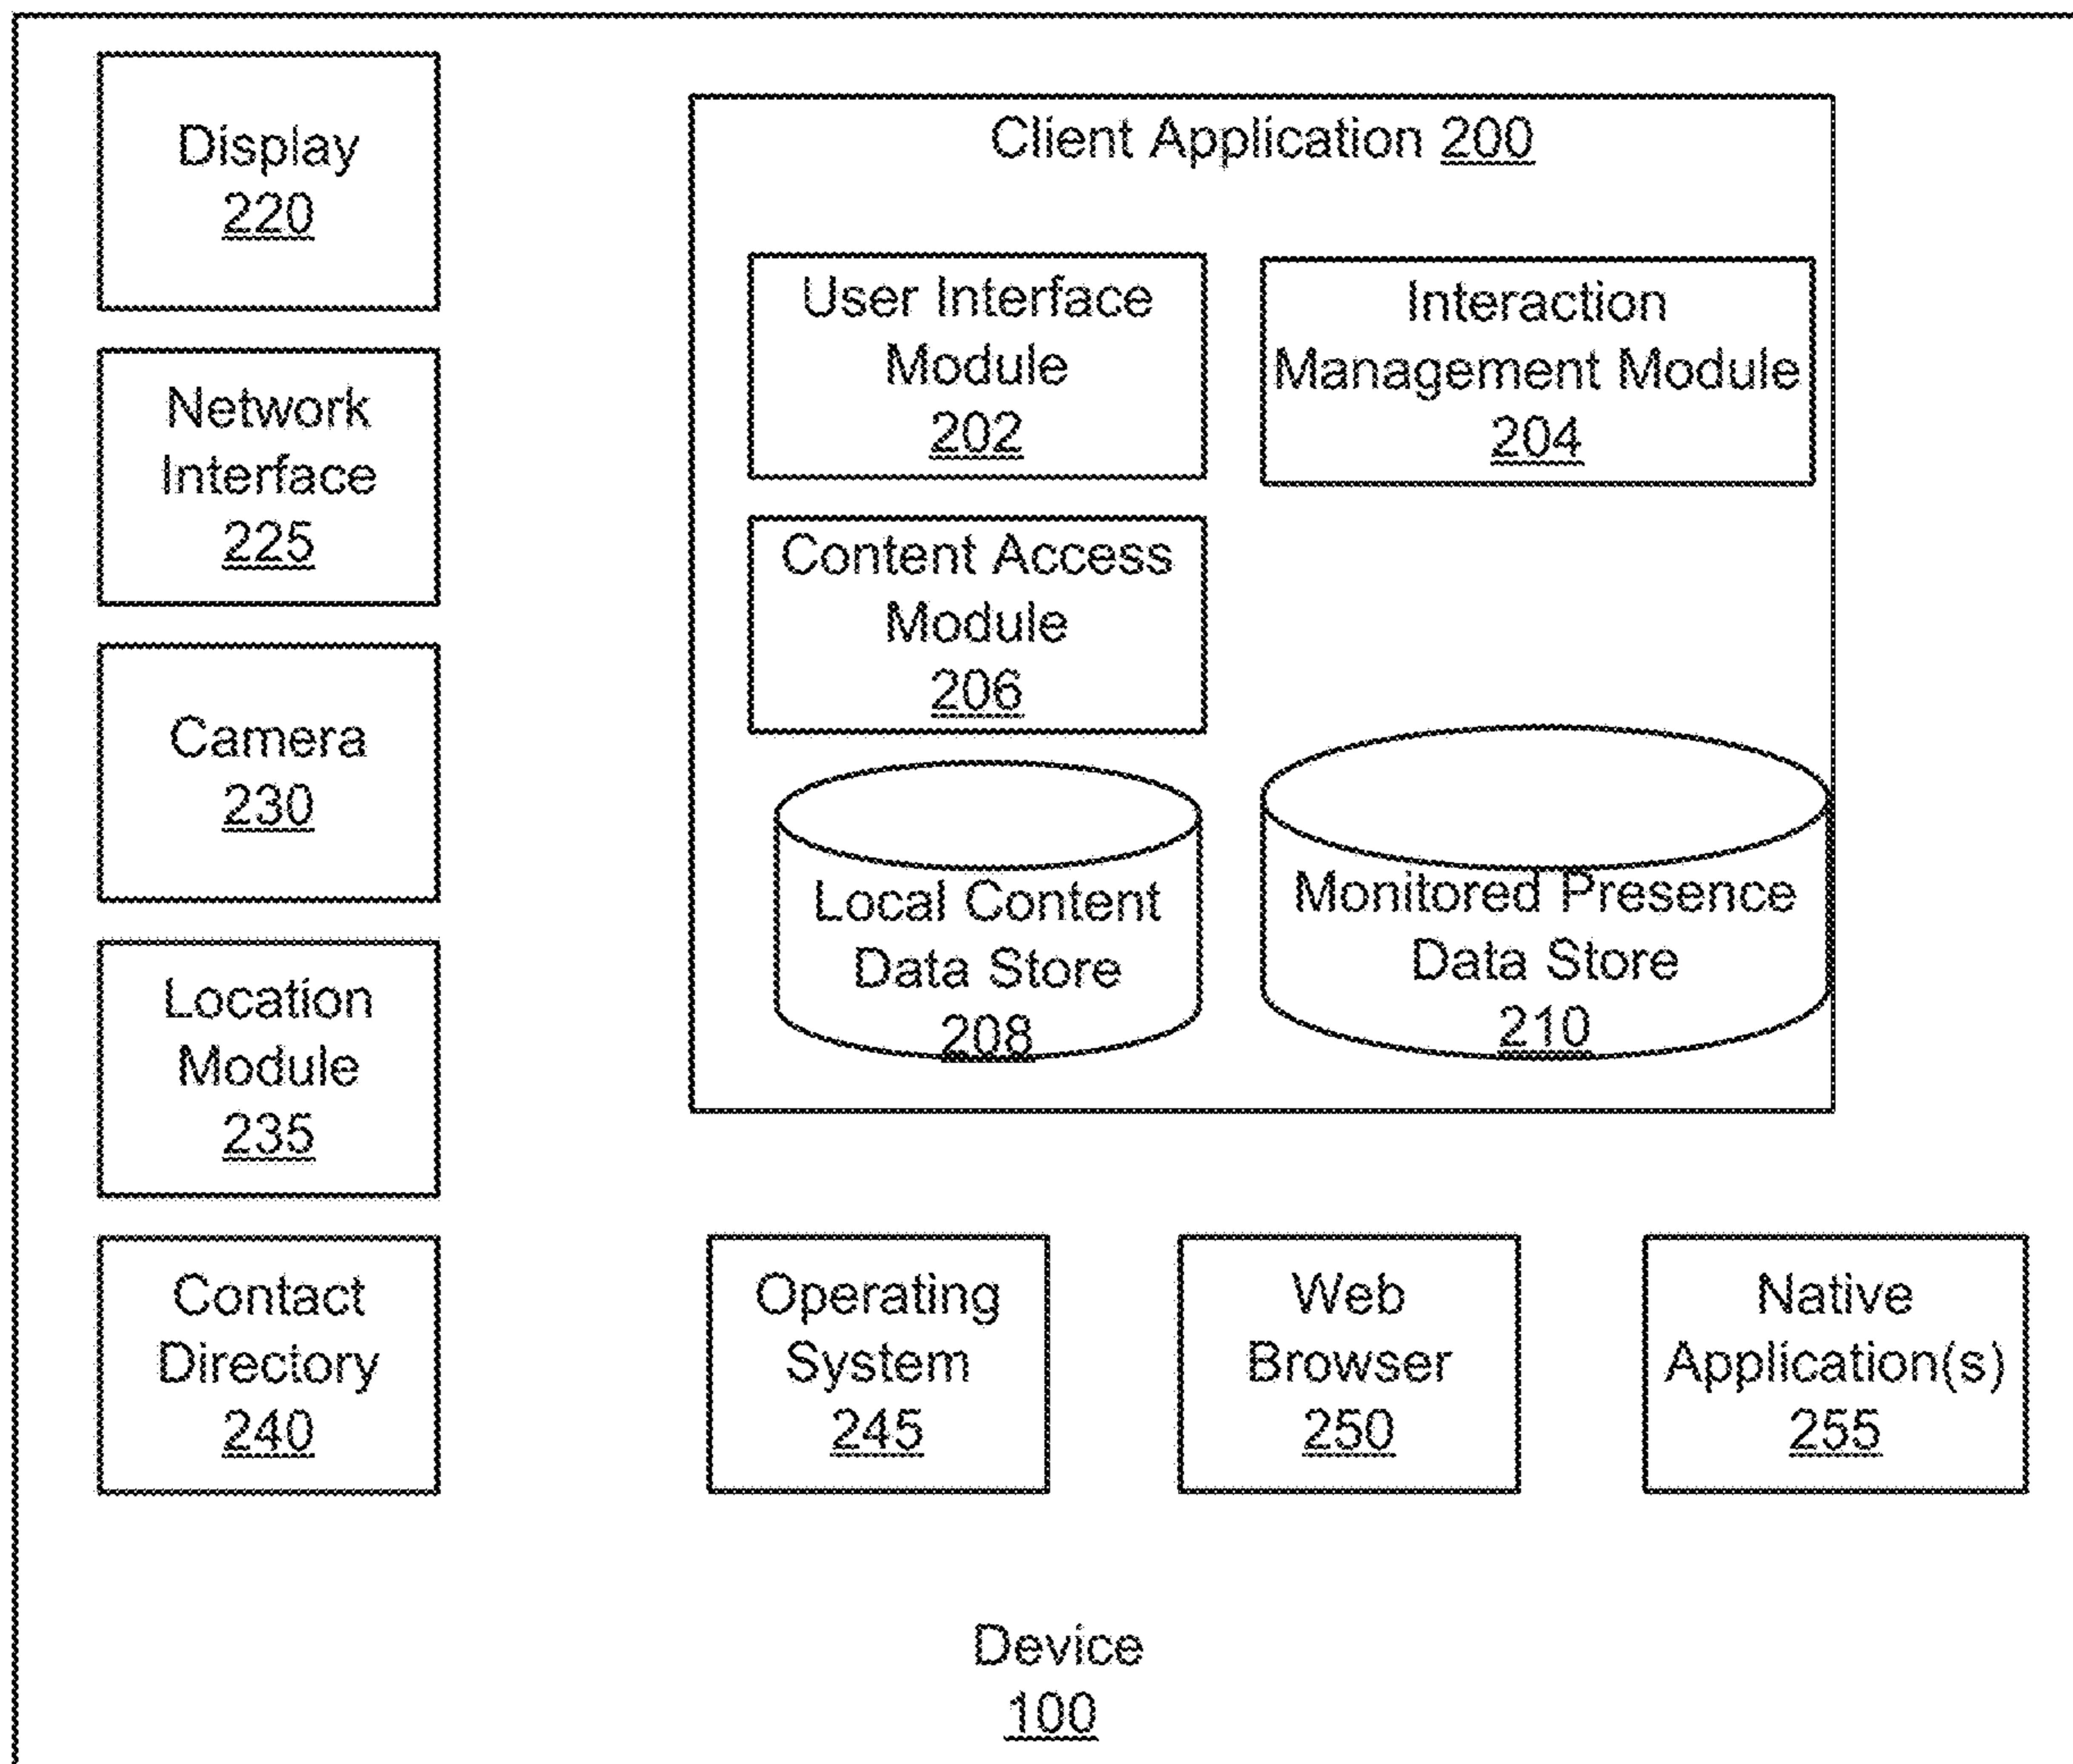 Display
220
Network
Interface
225
Camera
230
Location
Module
235
Contact
Directory
240
Client Application 200
User Interface
Module
202
Interaction
Management Module
204
Content Access
Module
206
Local Content
Data Store
208
Monitored Presence
Data Store
210
Operating
System
245
Web
Browser
250
Native
Application(s)
255
Device
100